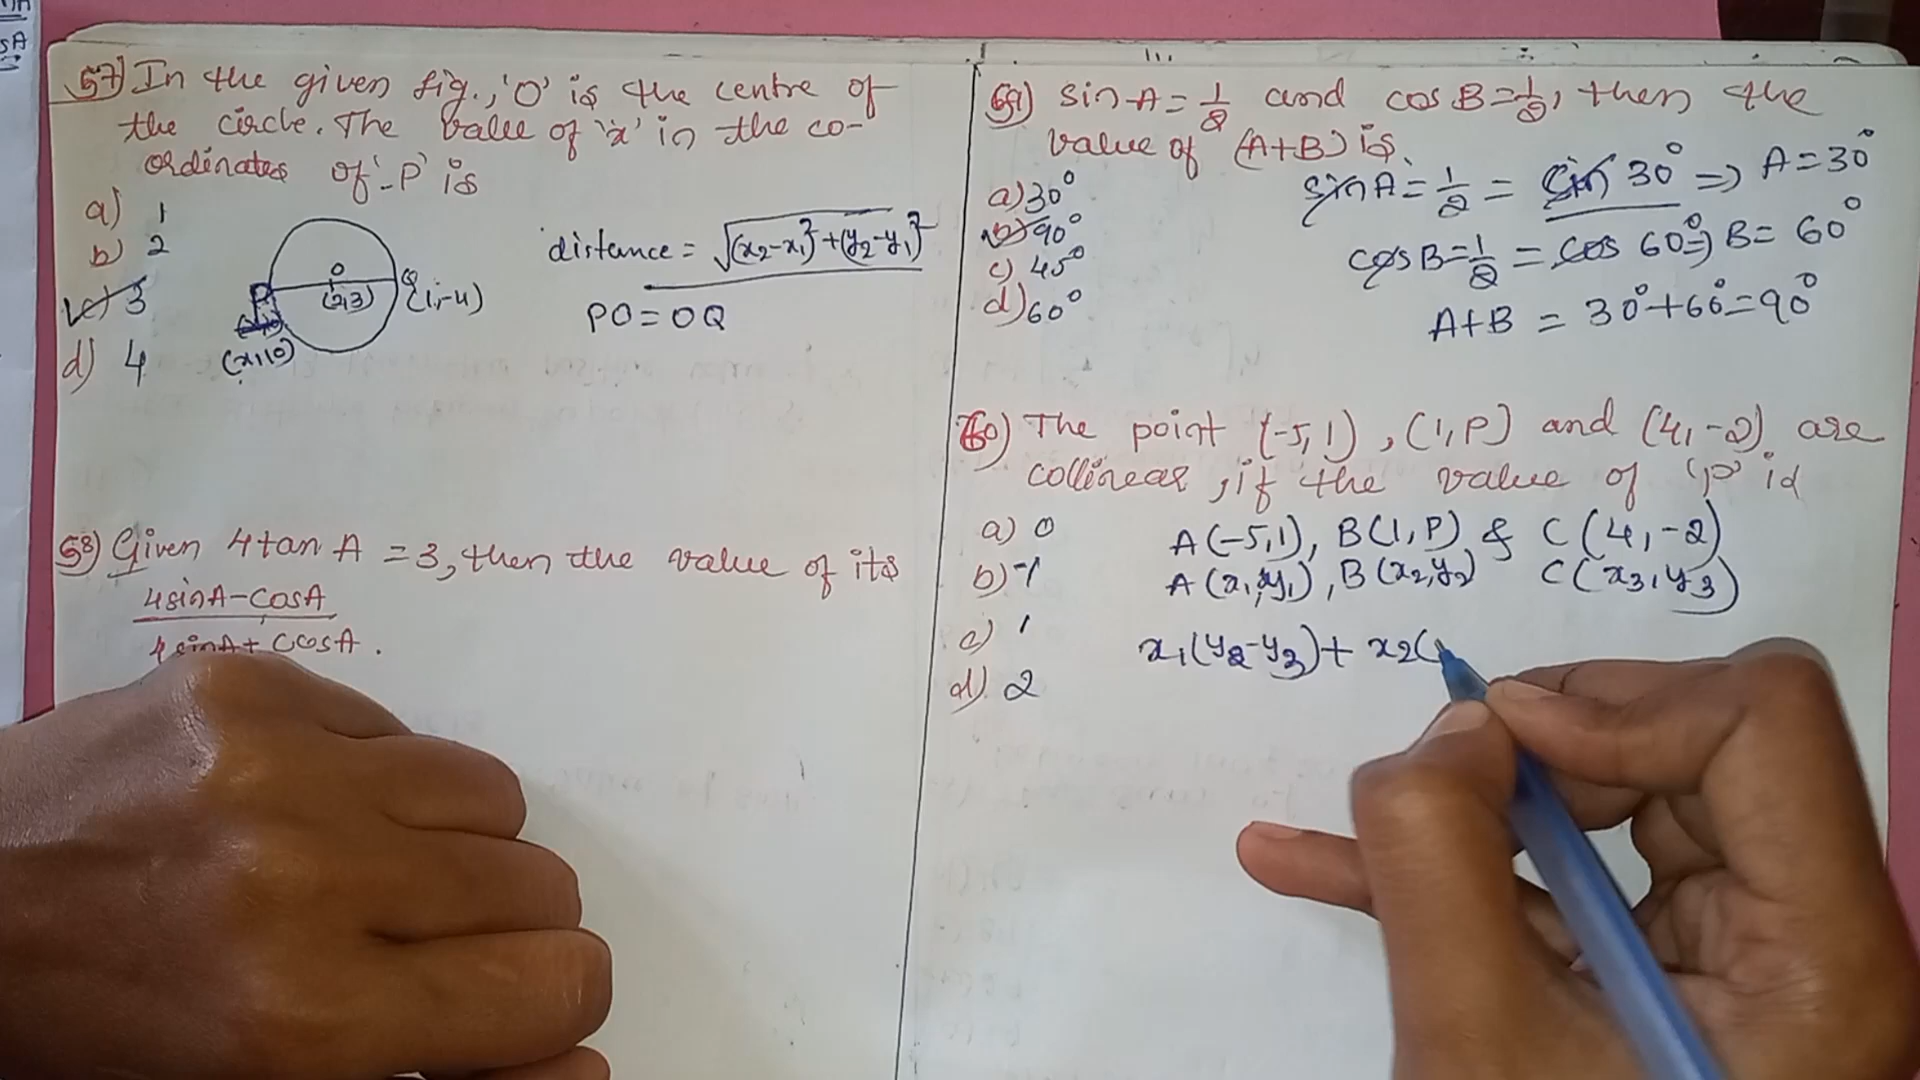 57) In the given fig., 'O' is the centre of
the circle. The value of 'x' in the co-
ordinates of 'P' is
a) 1
b) 2
c) 3
d) 4
O
(2,3)
P
Q
(1,-4)
(x,10)
distance = √(x2-x1)²+(y2-y1)²
PO = OQ
58) Given 4tan A = 3, then the value of its
4sinA-cosA
4sinA+CcosA.
59) sin A = 1/2 and cos B = 1/2, then the
value of (A+B) is
a) 30°
b) 90°
c) 45°
d) 60°
sinA = 1/2 = sin 30° => A = 30°
cosB = 1/2 = cos 60° => B = 60°
A+B = 30°+60° = 90°
60) The point (-5,1), (1,P) and (4,-2) are
collinear, if the value of 'P' id
a) 0
b) -1
c) 1
d) 2
A(-5,1), B(1,P) & C(4,-2)
A(x1,y1), B(x2,y2) C(x3,y3)
x1(y2-y3)+ x2(